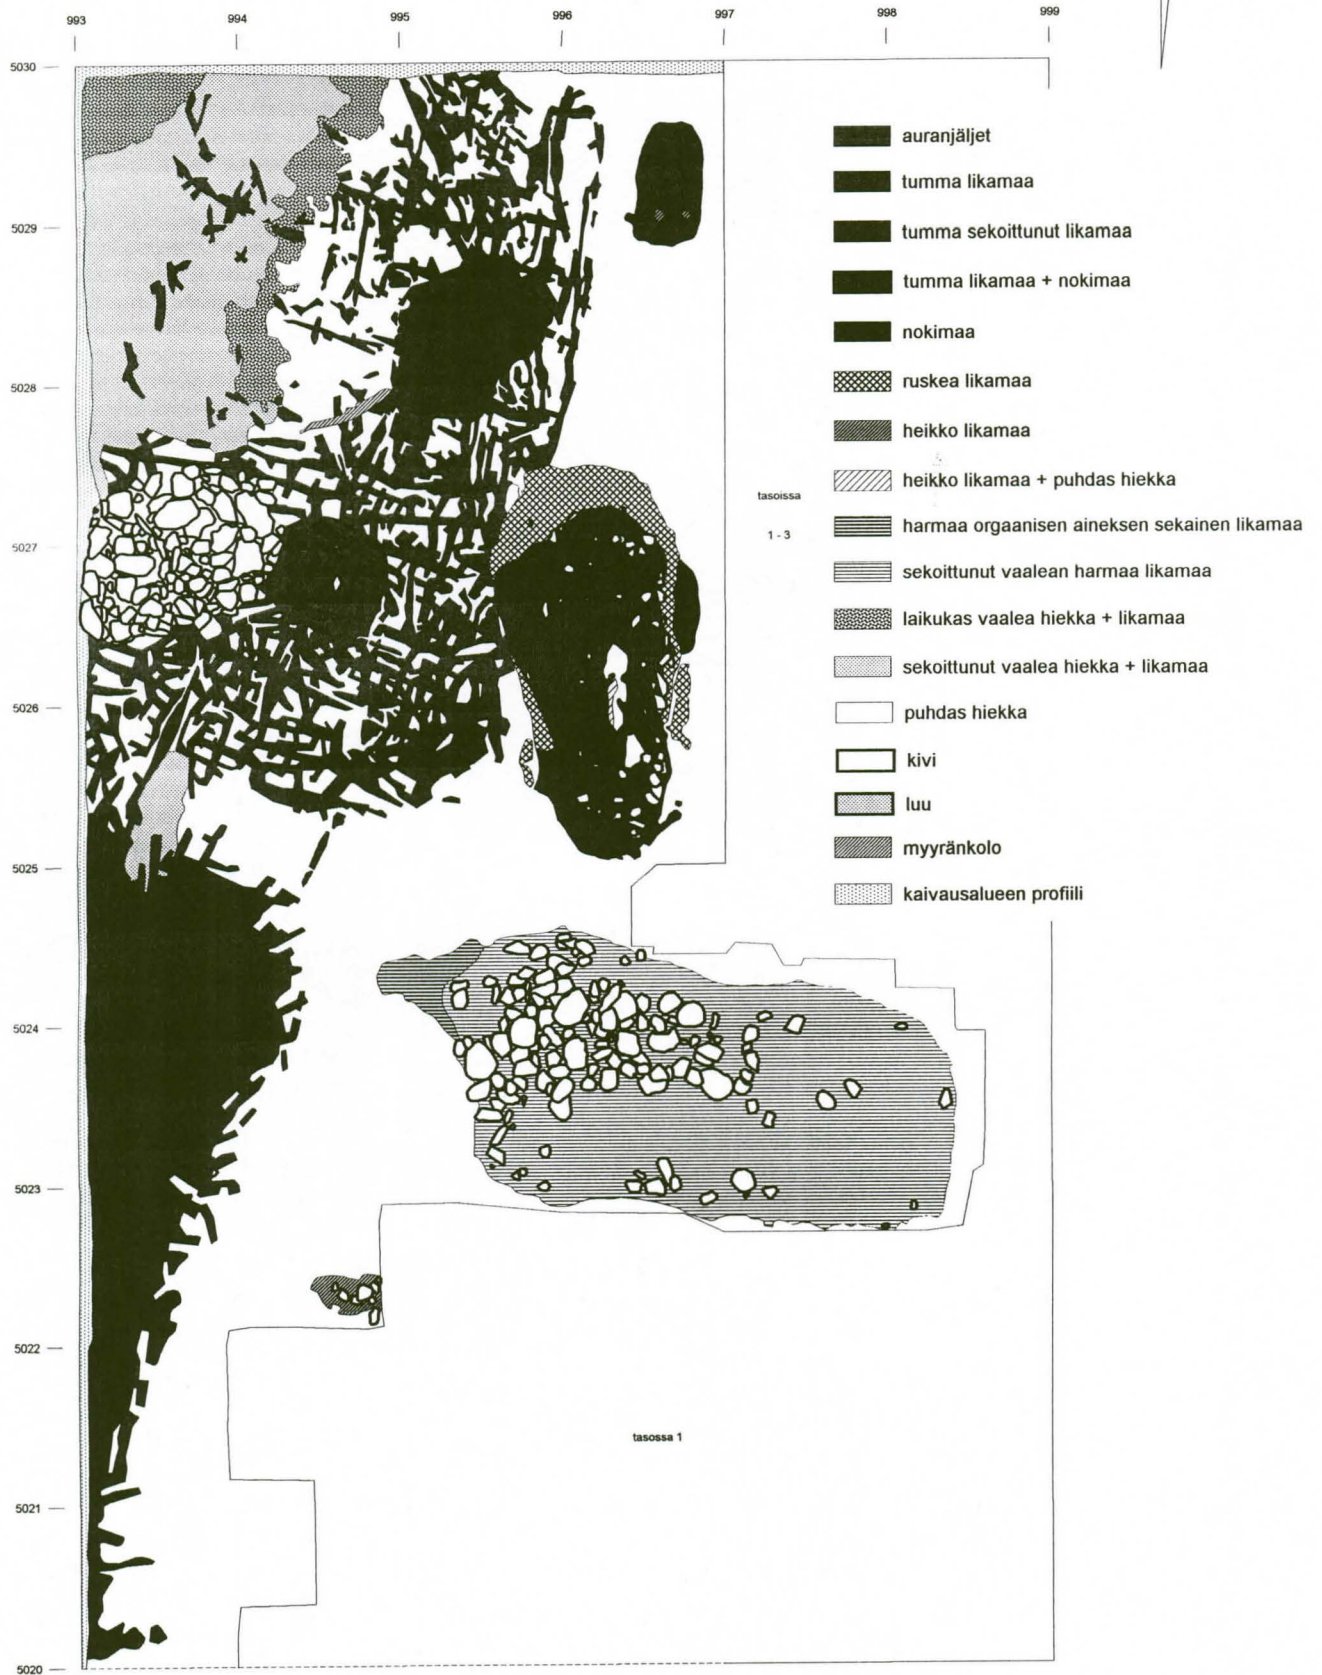 993 994 995 996 997 998 999
5030
5029
5028
5027
5026
5025
5024
5023
5022
5021
5020
auranjäljet
tumma likamaa
tumma sekoittunut likamaa
tumma likamaa + nokimaa
nokimaa
ruskea likamaa
heikko likamaa
heikko likamaa + puhdas hiekka
harmaa orgaanisen aineksen sekainen likamaa
sekoittunut vaalean harmaa likamaa
laikukas vaalea hiekka + likamaa
sekoittunut vaalea hiekka + likamaa
puhdas hiekka
kivi
luu
myyränkolo
kaivausalueen profiili
tasoissa
1 - 3
tasossa 1